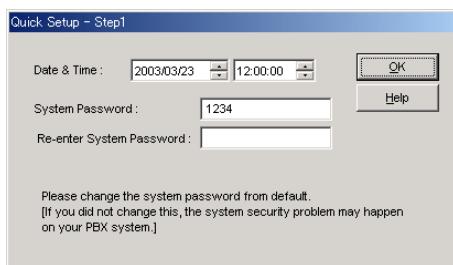 Quick Setup - Step1
Date & Time : 2003/03/23 12:00:00 OK
Help
System Password : 1234
Re-enter System Password :
Please change the system password from default.
[If you did not change this, the system security problem may happen
on your PBX system.]